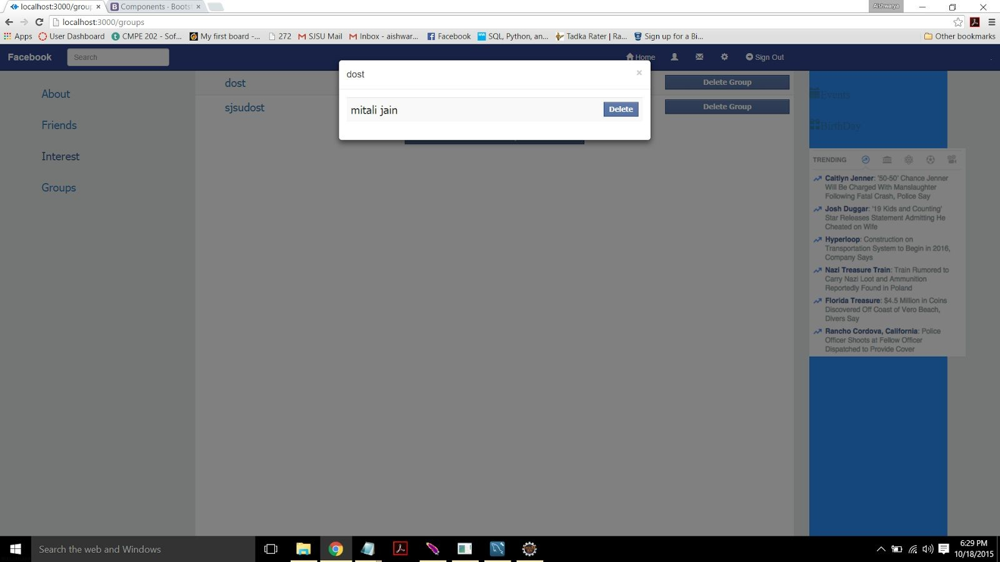 localhost:3000/group
Components · Boots
Aishwarya
localhost:3000/groups
Apps
User Dashboard
CMPE 202 - Sof...
My first board -...
272
SJSU Mail
Inbox - aishwar...
Facebook
SQL, Python, an...
Tadka Rater | Ra...
Sign up for a Bi...
Other bookmarks
Facebook
Search
Home
Sign Out
dost
mitali jain
Delete
About
Friends
Interest
Groups
dost
Delete Group
sjsudost
Delete Group
Events
BirthDay
TRENDING
Caitlyn Jenner: '50-50' Chance Jenner
Will Be Charged With Manslaughter
Following Fatal Crash, Police Say
Josh Duggar: '19 Kids and Counting'
Star Releases Statement Admitting He
Cheated on Wife
Hyperloop: Construction on
Transportation System to Begin in 2016,
Company Says
Nazi Treasure Train: Train Rumored to
Carry Nazi Loot and Ammunition
Reportedly Found in Poland
Florida Treasure: $4.5 Million in Coins
Discovered Off Coast of Vero Beach,
Divers Say
Rancho Cordova, California: Police
Officer Shoots at Fellow Officer
Dispatched to Provide Cover
Search the web and Windows
6:29 PM
10/18/2015